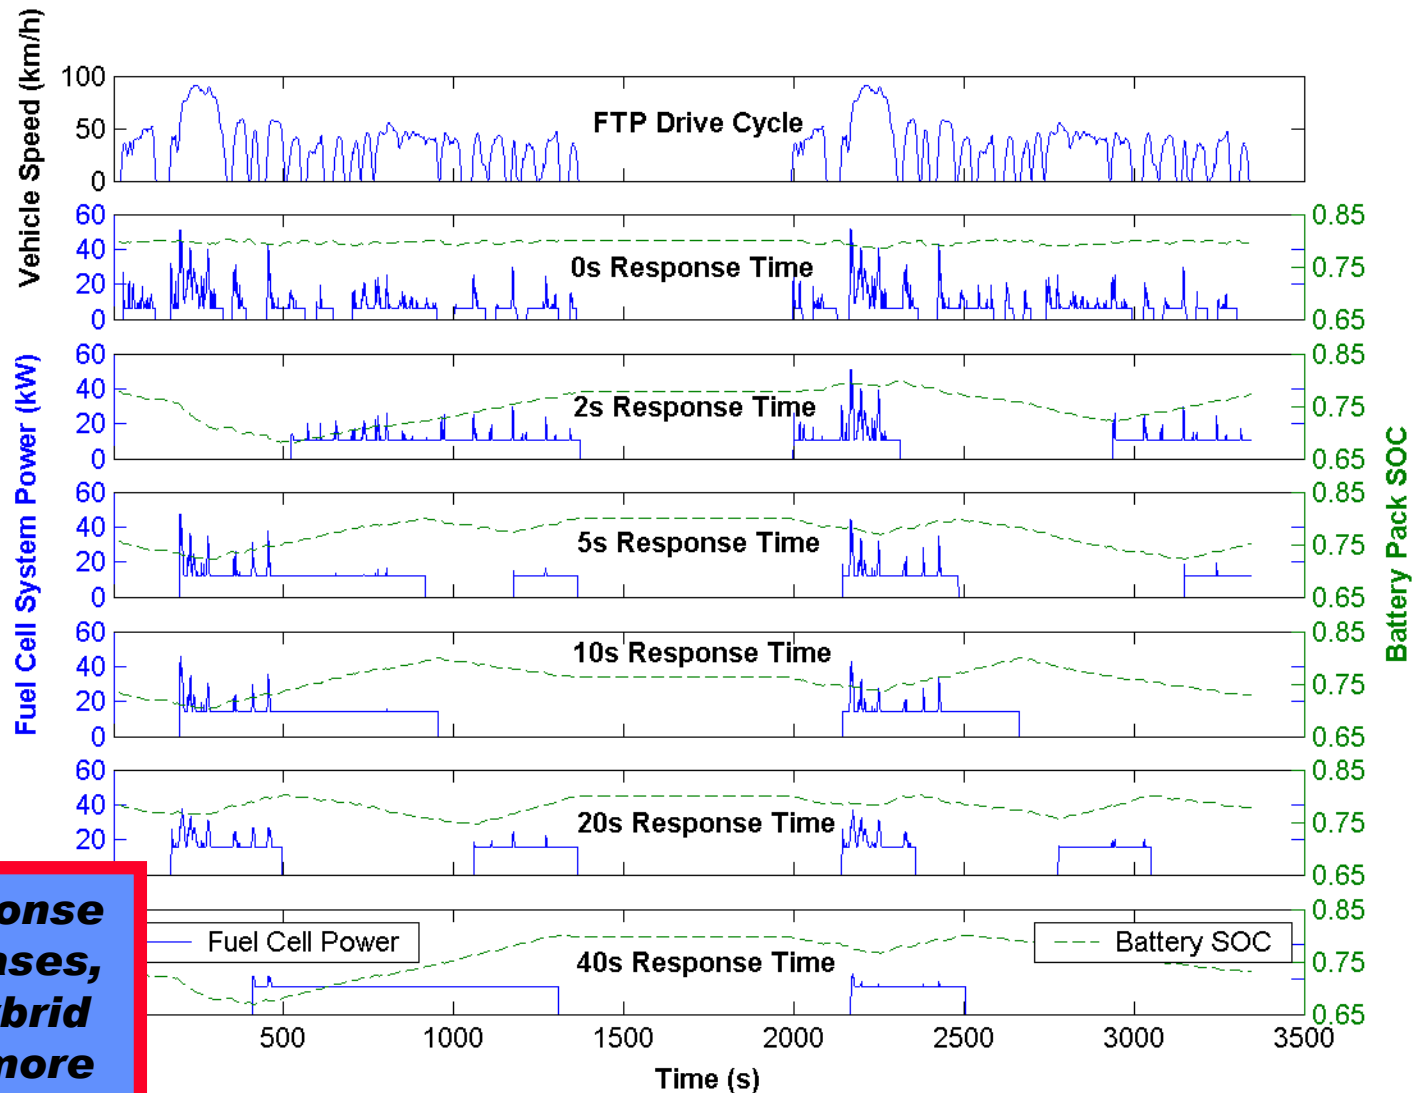 Vehicle Speed (km/h)
100
50
0
FTP Drive Cycle
60
40
20
0
0s Response Time
0.85
0.75
0.65
Fuel Cell System Power (kW)
60
40
20
0
2s Response Time
0.85
0.75
0.65
60
40
20
0
5s Response Time
0.85
0.75
0.65
Battery Pack SOC
60
40
20
0
10s Response Time
0.85
0.75
0.65
60
40
20
20s Response Time
0.85
0.75
0.65
Fuel Cell Power
40s Response Time
Battery SOC
0.85
0.75
0.65
500
1000
1500
2000
2500
3000
3500
Time (s)
onse
ases,
brid
more